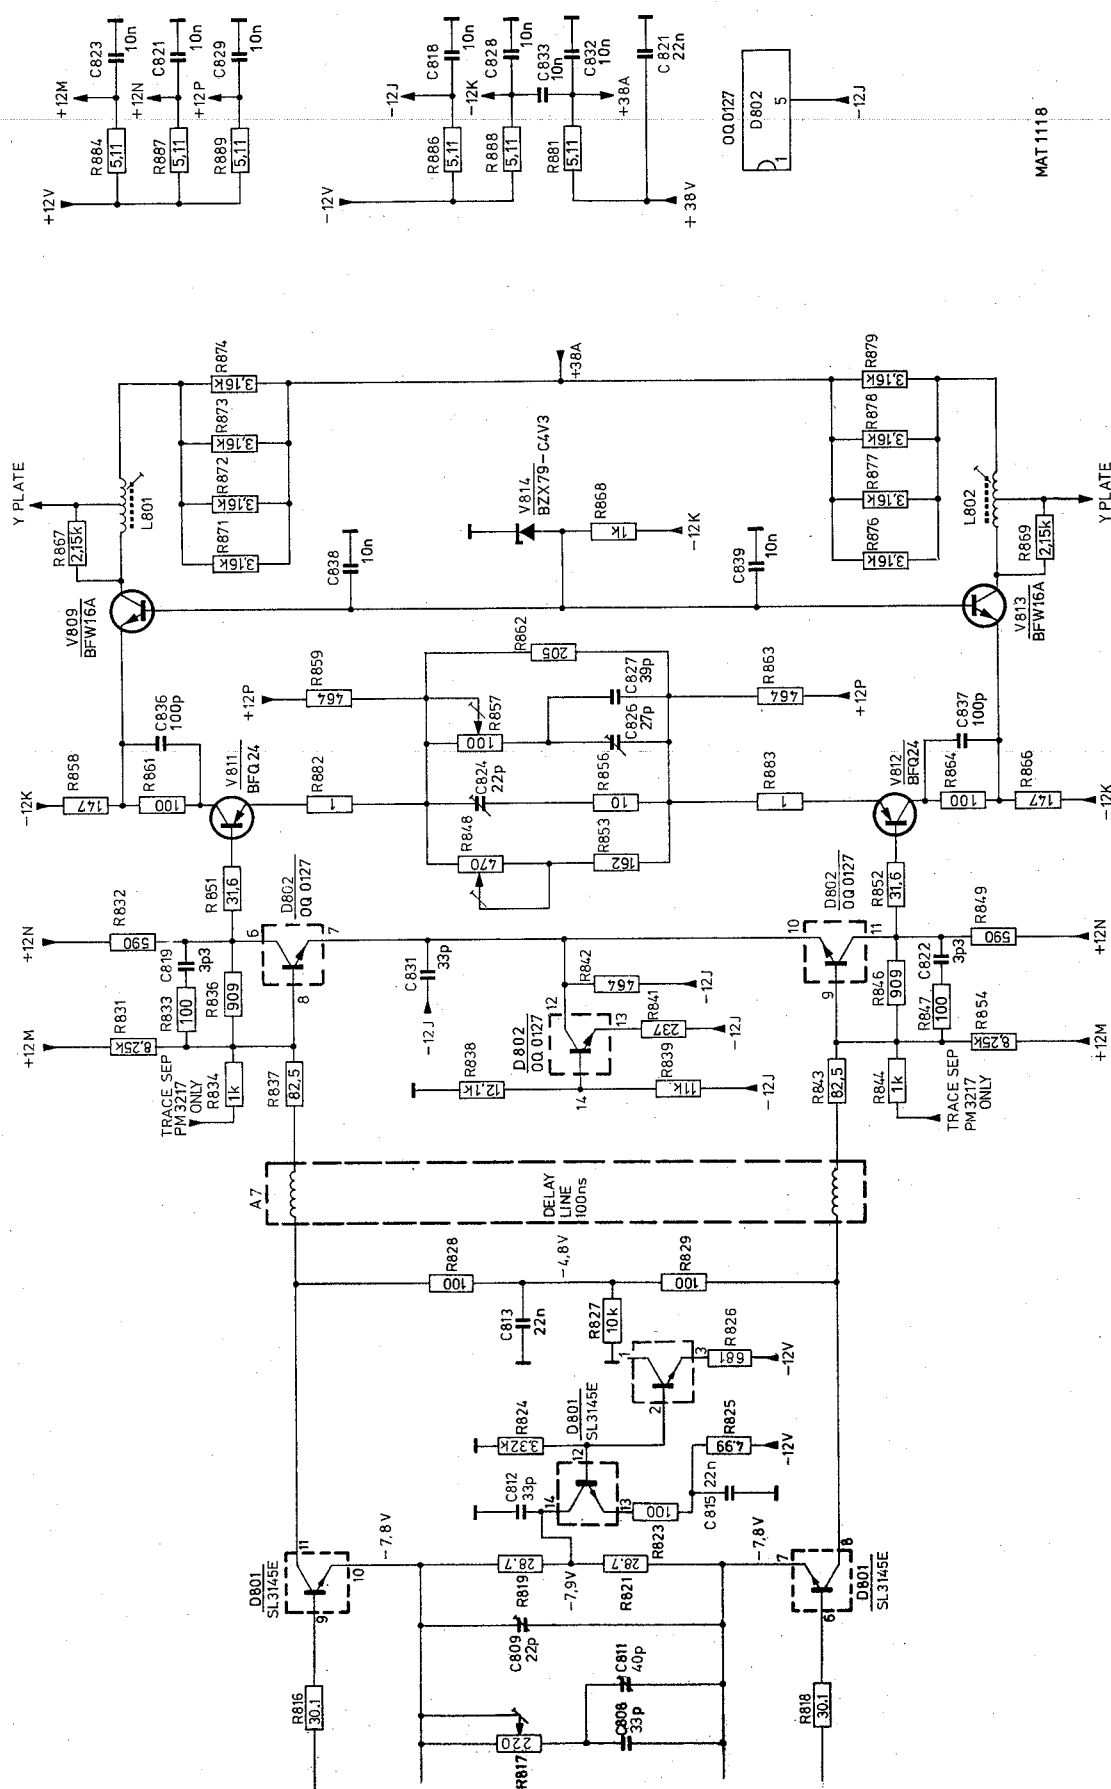 +12V
R884
5,11
+12M
C823
10n
R887
5,11
+12N
C821
10n
R889
5,11
+12P
C829
10n
-12V
R886
5,11
-12J
C818
10n
R888
5,11
-12K
C828
10n
C833
10n
R881
5,11
C832
10n
+38A
C821
22n
+38V
OQ0127
D802
1
5
-12J
MAT 1118
Y PLATE
R867
2,15k
L801
V809
BFW16A
R874
3,16k
R873
3,16k
R872
3,16k
R871
3,16k
C838
10n
+38A
V814
BZX79-C4V3
R868
1k
-12K
C839
10n
R879
3,16k
R878
3,16k
R877
3,16k
R876
3,16k
L802
Y PLATE
R869
2,15k
V813
BFW16A
-12K
R858
147
C836
100p
R861
100
V811
BFQ24
+12P
R859
464
R882
1
R862
205
R857
100
C827
39p
C826
27p
C824
22p
R856
10
R848
470
R853
162
R863
464
+12P
R883
1
V812
BFQ24
C837
100p
R864
100
R866
147
-12K
+12N
R832
590
R851
31,6
C819
3p3
R833
100
R836
909
+12M
R831
8,25k
D802
OQ 0127
6
7
8
TRACE SEP
PM 3217
ONLY
R834
1k
R837
82,5
C831
33p
-12J
R842
464
-12J
D802
OQ 0127
12
13
14
R841
237
-12J
R838
12,1k
R839
11k
-12J
D802
OQ 0127
10
11
9
R852
31,6
R849
590
+12N
C822
3p3
R846
909
R847
100
R854
8,25k
+12M
R843
82,5
R844
1k
TRACE SEP
PM3217
ONLY
A7
DELAY
LINE
100ns
R828
100
-4,8V
R829
100
C813
22n
R827
10k
R826
681
-12V
1
2
3
R824
3,32k
D801
SL3145E
12
13
14
C812
33p
R825
4,99
-12V
R823
100
C815
22n
D801
SL3145E
11
10
9
-7,8V
R819
28.7
-7,9V
R821
28.7
-7,8V
7
8
6
D801
SL3145E
C809
22p
C811
40p
C808
33p
R817
220
R816
30.1
R818
30.1